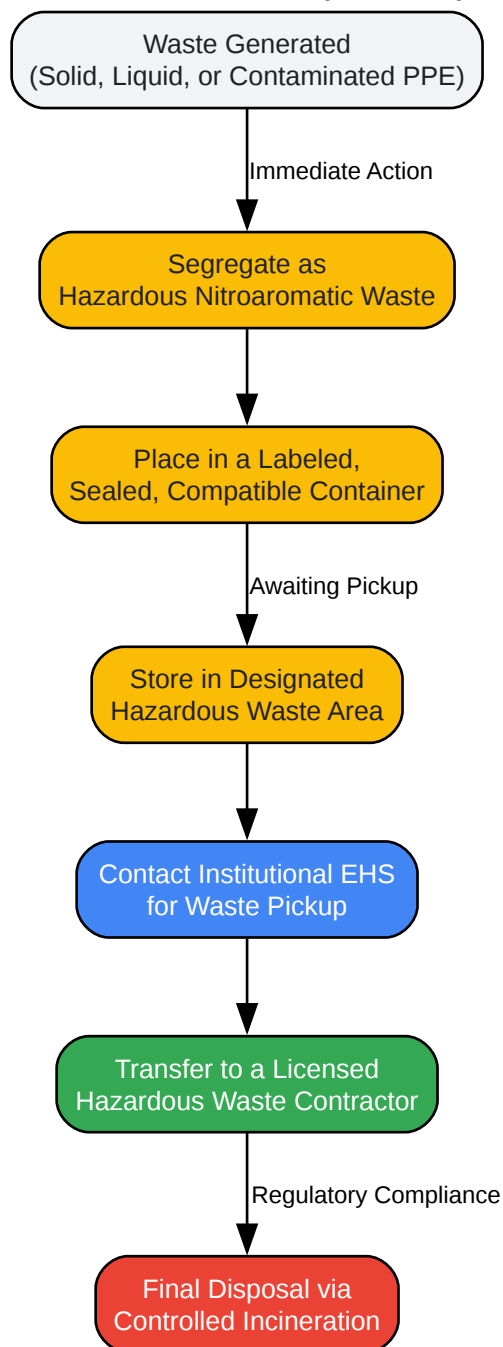 Waste Generated
(Solid, Liquid, or Contaminated PPE)
Immediate Action
Segregate as
Hazardous Nitroaromatic Waste
Place in a Labeled,
Sealed, Compatible Container
Awaiting Pickup
Store in Designated
Hazardous Waste Area
Contact Institutional EHS
for Waste Pickup
Transfer to a Licensed
Hazardous Waste Contractor
Regulatory Compliance
Final Disposal via
Controlled Incineration